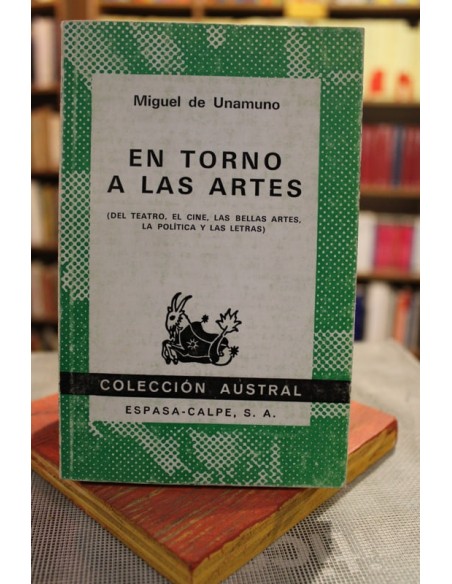 Miguel de Unamuno
EN TORNO
A LAS ARTES
(DEL TEATRO, EL CINE, LAS BELLAS ARTES,
LA POLÍTICA Y LAS LETRAS)
COLECCIÓN AUSTRAL
ESPASA-CALPE, S. A.